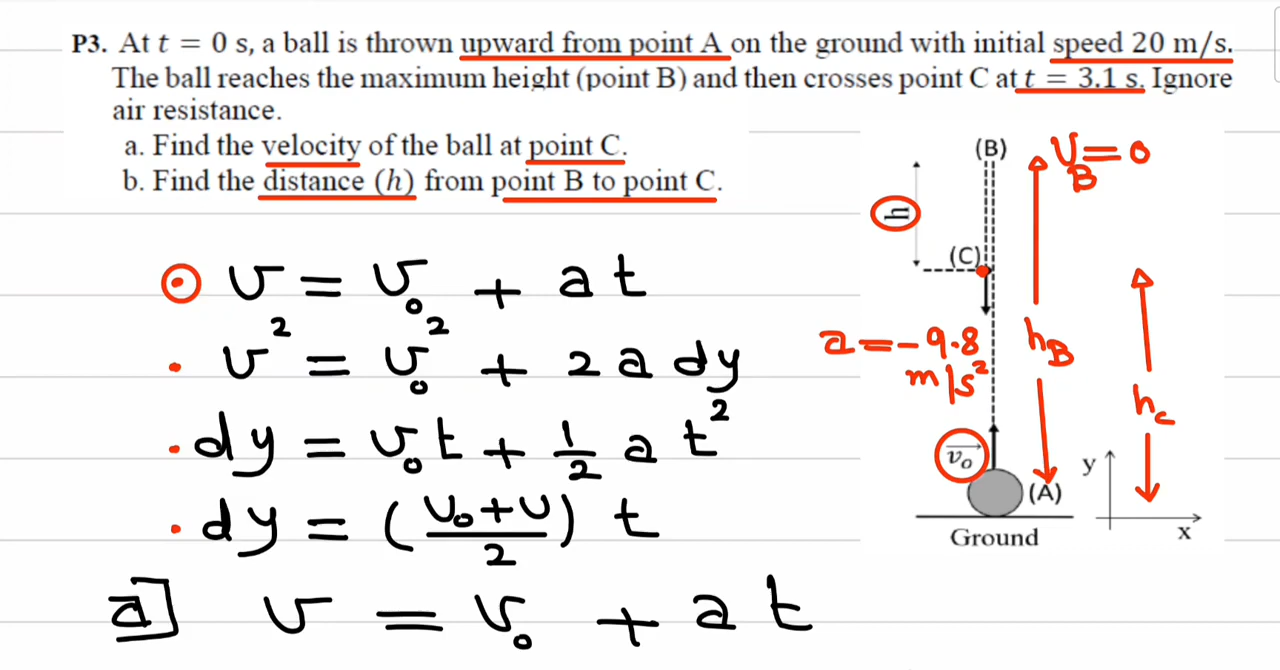 P3. At t = 0 s, a ball is thrown upward from point A on the ground with initial speed 20 m/s.
The ball reaches the maximum height (point B) and then crosses point C at t = 3.1 s. Ignore
air resistance.
a. Find the velocity of the ball at point C.
b. Find the distance (h) from point B to point C.
(B)
V_B = 0
h
(C)
a = -9.8
m/s²
h_B
h_c
v₀
(A)
y
x
Ground
v = v₀ + at
v² = v₀² + 2a dy
dy = v₀t + 1/2 at²
dy = (v₀+v/2) t
a] v = v₀ + at